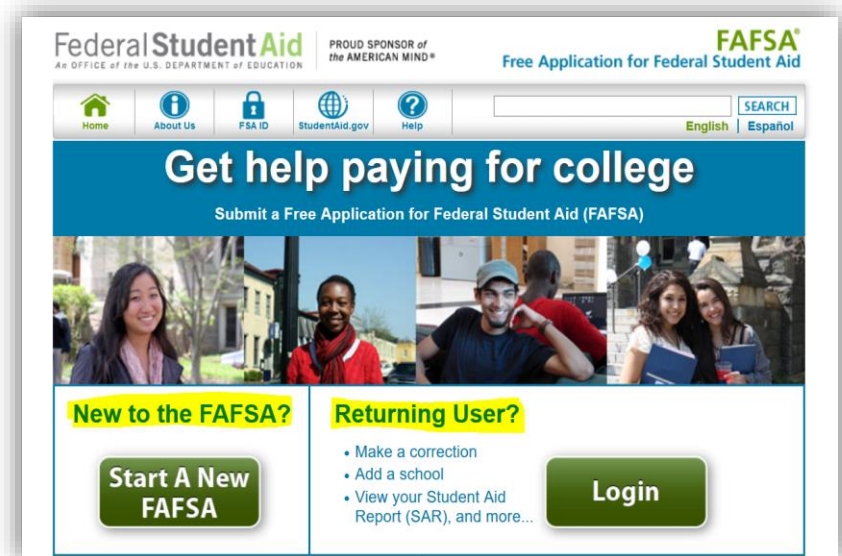 Federal Student Aid
An OFFICE of the U.S. DEPARTMENT of EDUCATION
PROUD SPONSOR of
the AMERICAN MIND®
FAFSA®
Free Application for Federal Student Aid
Home
About Us
FSA ID
StudentAid.gov
Help
SEARCH
English | Español
Get help paying for college
Submit a Free Application for Federal Student Aid (FAFSA)
New to the FAFSA?
Start A New
FAFSA
Returning User?
• Make a correction
• Add a school
• View your Student Aid
Report (SAR), and more...
Login